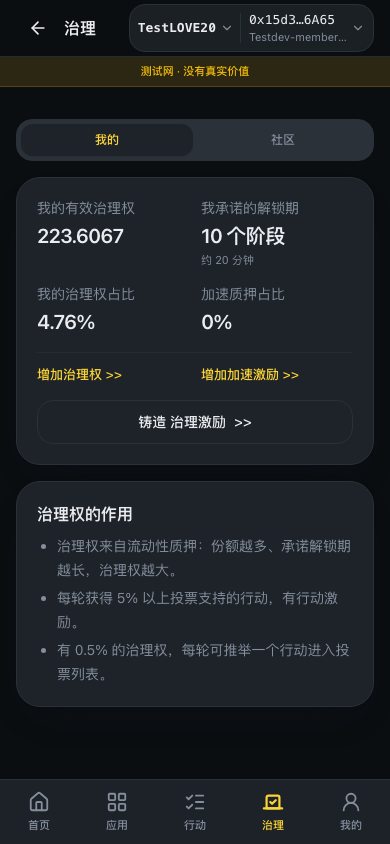 治理
TestLOVE20
0x15d3…6A65
Testdev-member...
测试网 · 没有真实价值
我的
社区
我的有效治理权
我承诺的解锁期
223.6067
10 个阶段
约 20 分钟
我的治理权占比
加速质押占比
4.76%
0%
增加治理权 >>
增加加速激励 >>
铸造 治理激励 >>
治理权的作用
• 治理权来自流动性质押：份额越多、承诺解锁期
越长，治理权越大。
• 每轮获得 5% 以上投票支持的行动，有行动激
励。
• 有 0.5% 的治理权，每轮可推举一个行动进入投
票列表。
首页
应用
行动
治理
我的